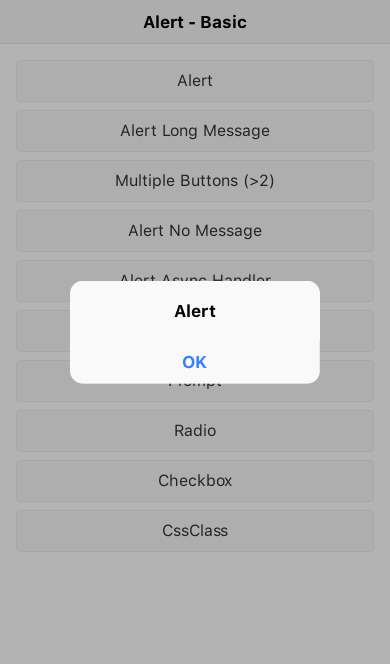 Alert - Basic
Alert
Alert Long Message
Multiple Buttons (>2)
Alert No Message
Alert Async Handler
Alert
OK
Prompt
Radio
Checkbox
CssClass